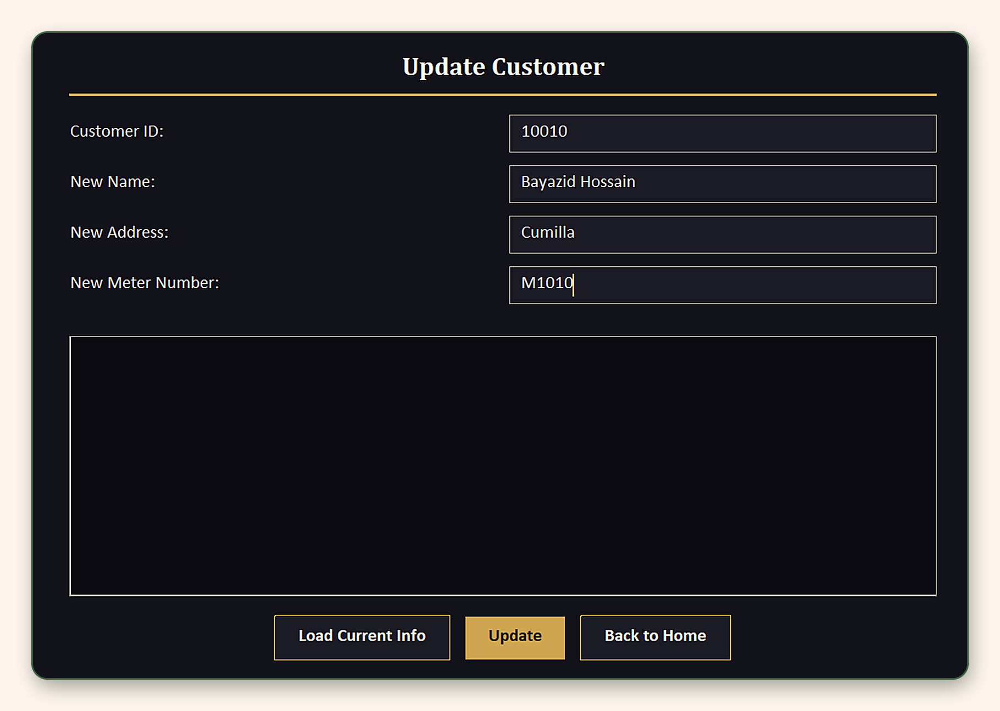 Update Customer
Customer ID: 10010
New Name: Bayazid Hossain
New Address: Cumilla
New Meter Number: M1010
Load Current Info Update Back to Home